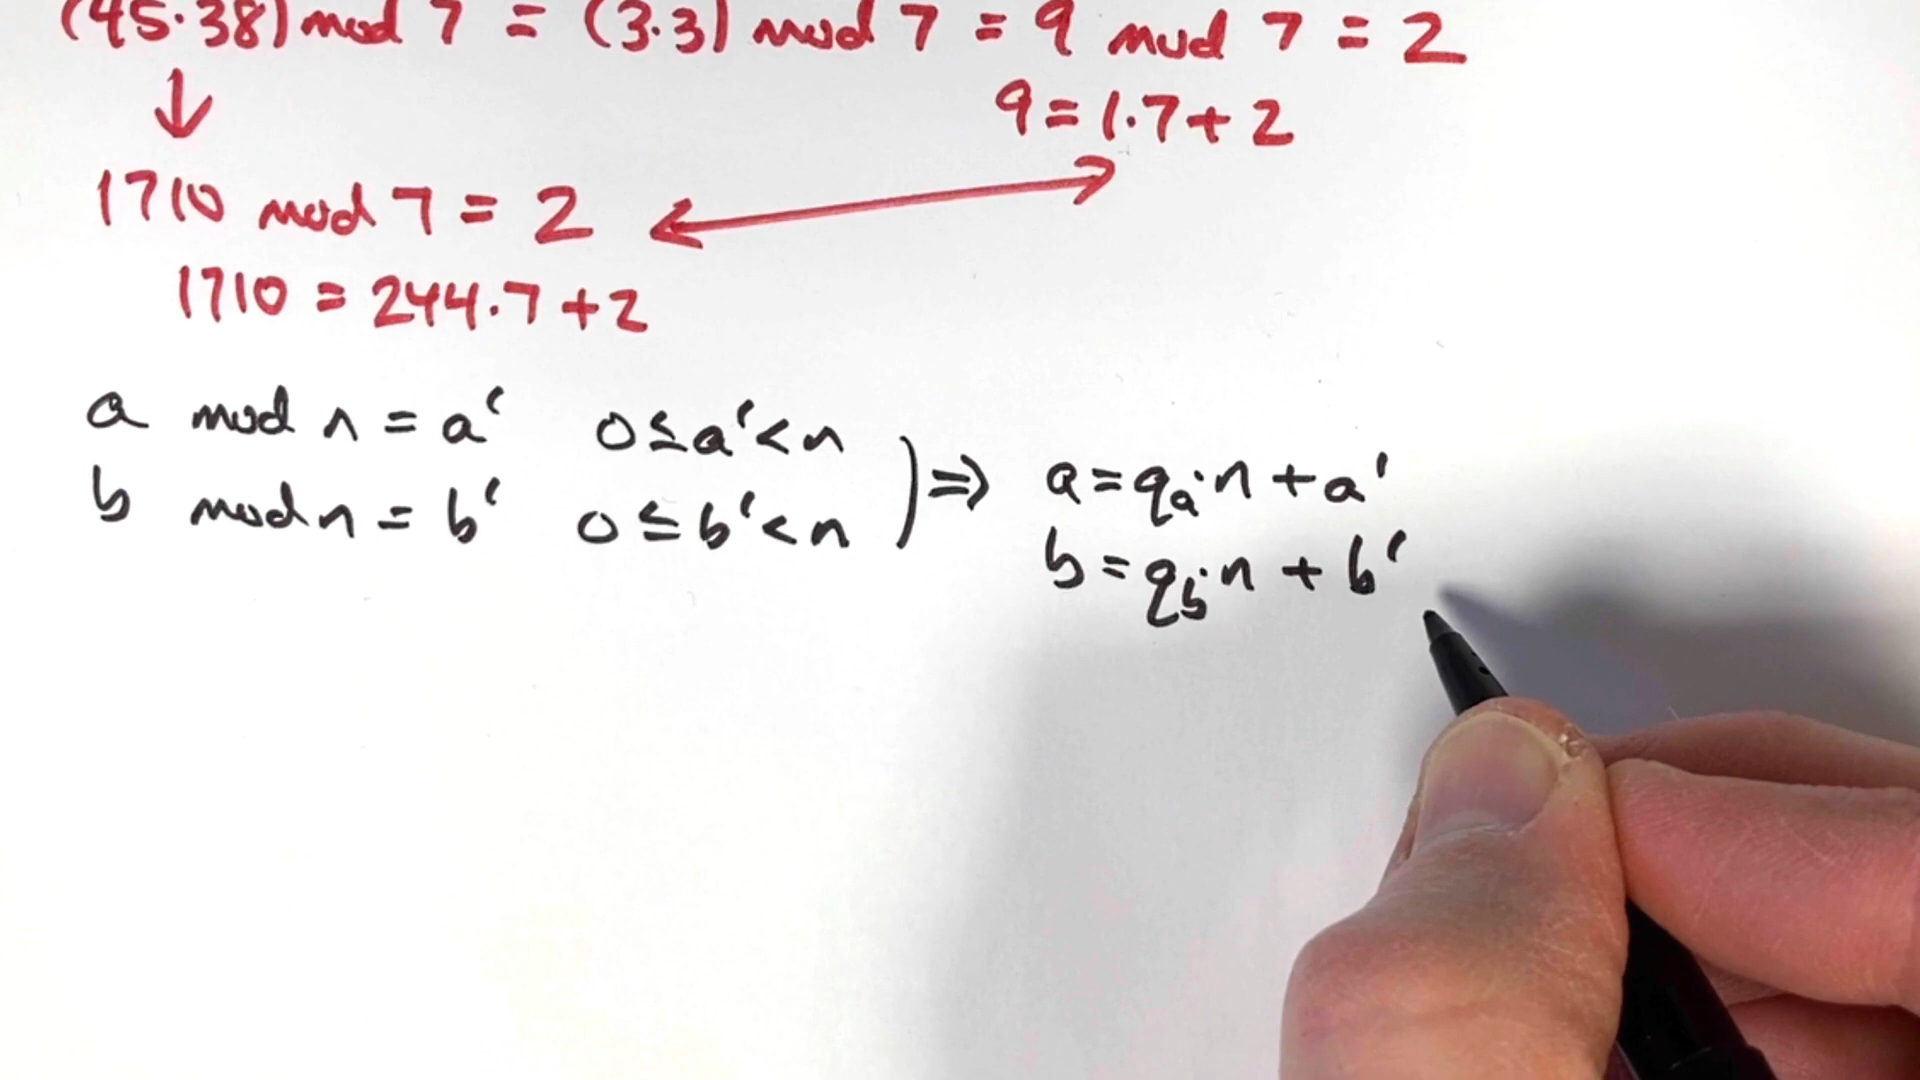 (45·38) mod 7 = (3·3) mod 7 = 9 mod 7 = 2
9 = 1·7 + 2
1710 mod 7 = 2
1710 = 244·7 + 2
a mod n = a' 0 ≤ a' < n
b mod n = b' 0 ≤ b' < n ) ⇒ a = qₐ·n + a'
b = q_b·n + b'